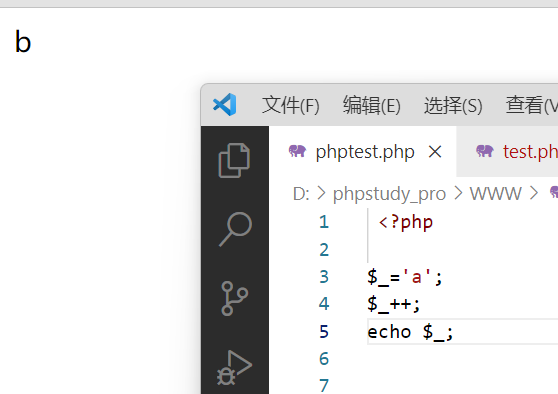 b
文件(F) 编辑(E) 选择(S) 查看(V
phptest.php test.ph
D: > phpstudy_pro > WWW >
1 <?php
2
3 $_='a';
4 $_++;
5 echo $_;
6
7